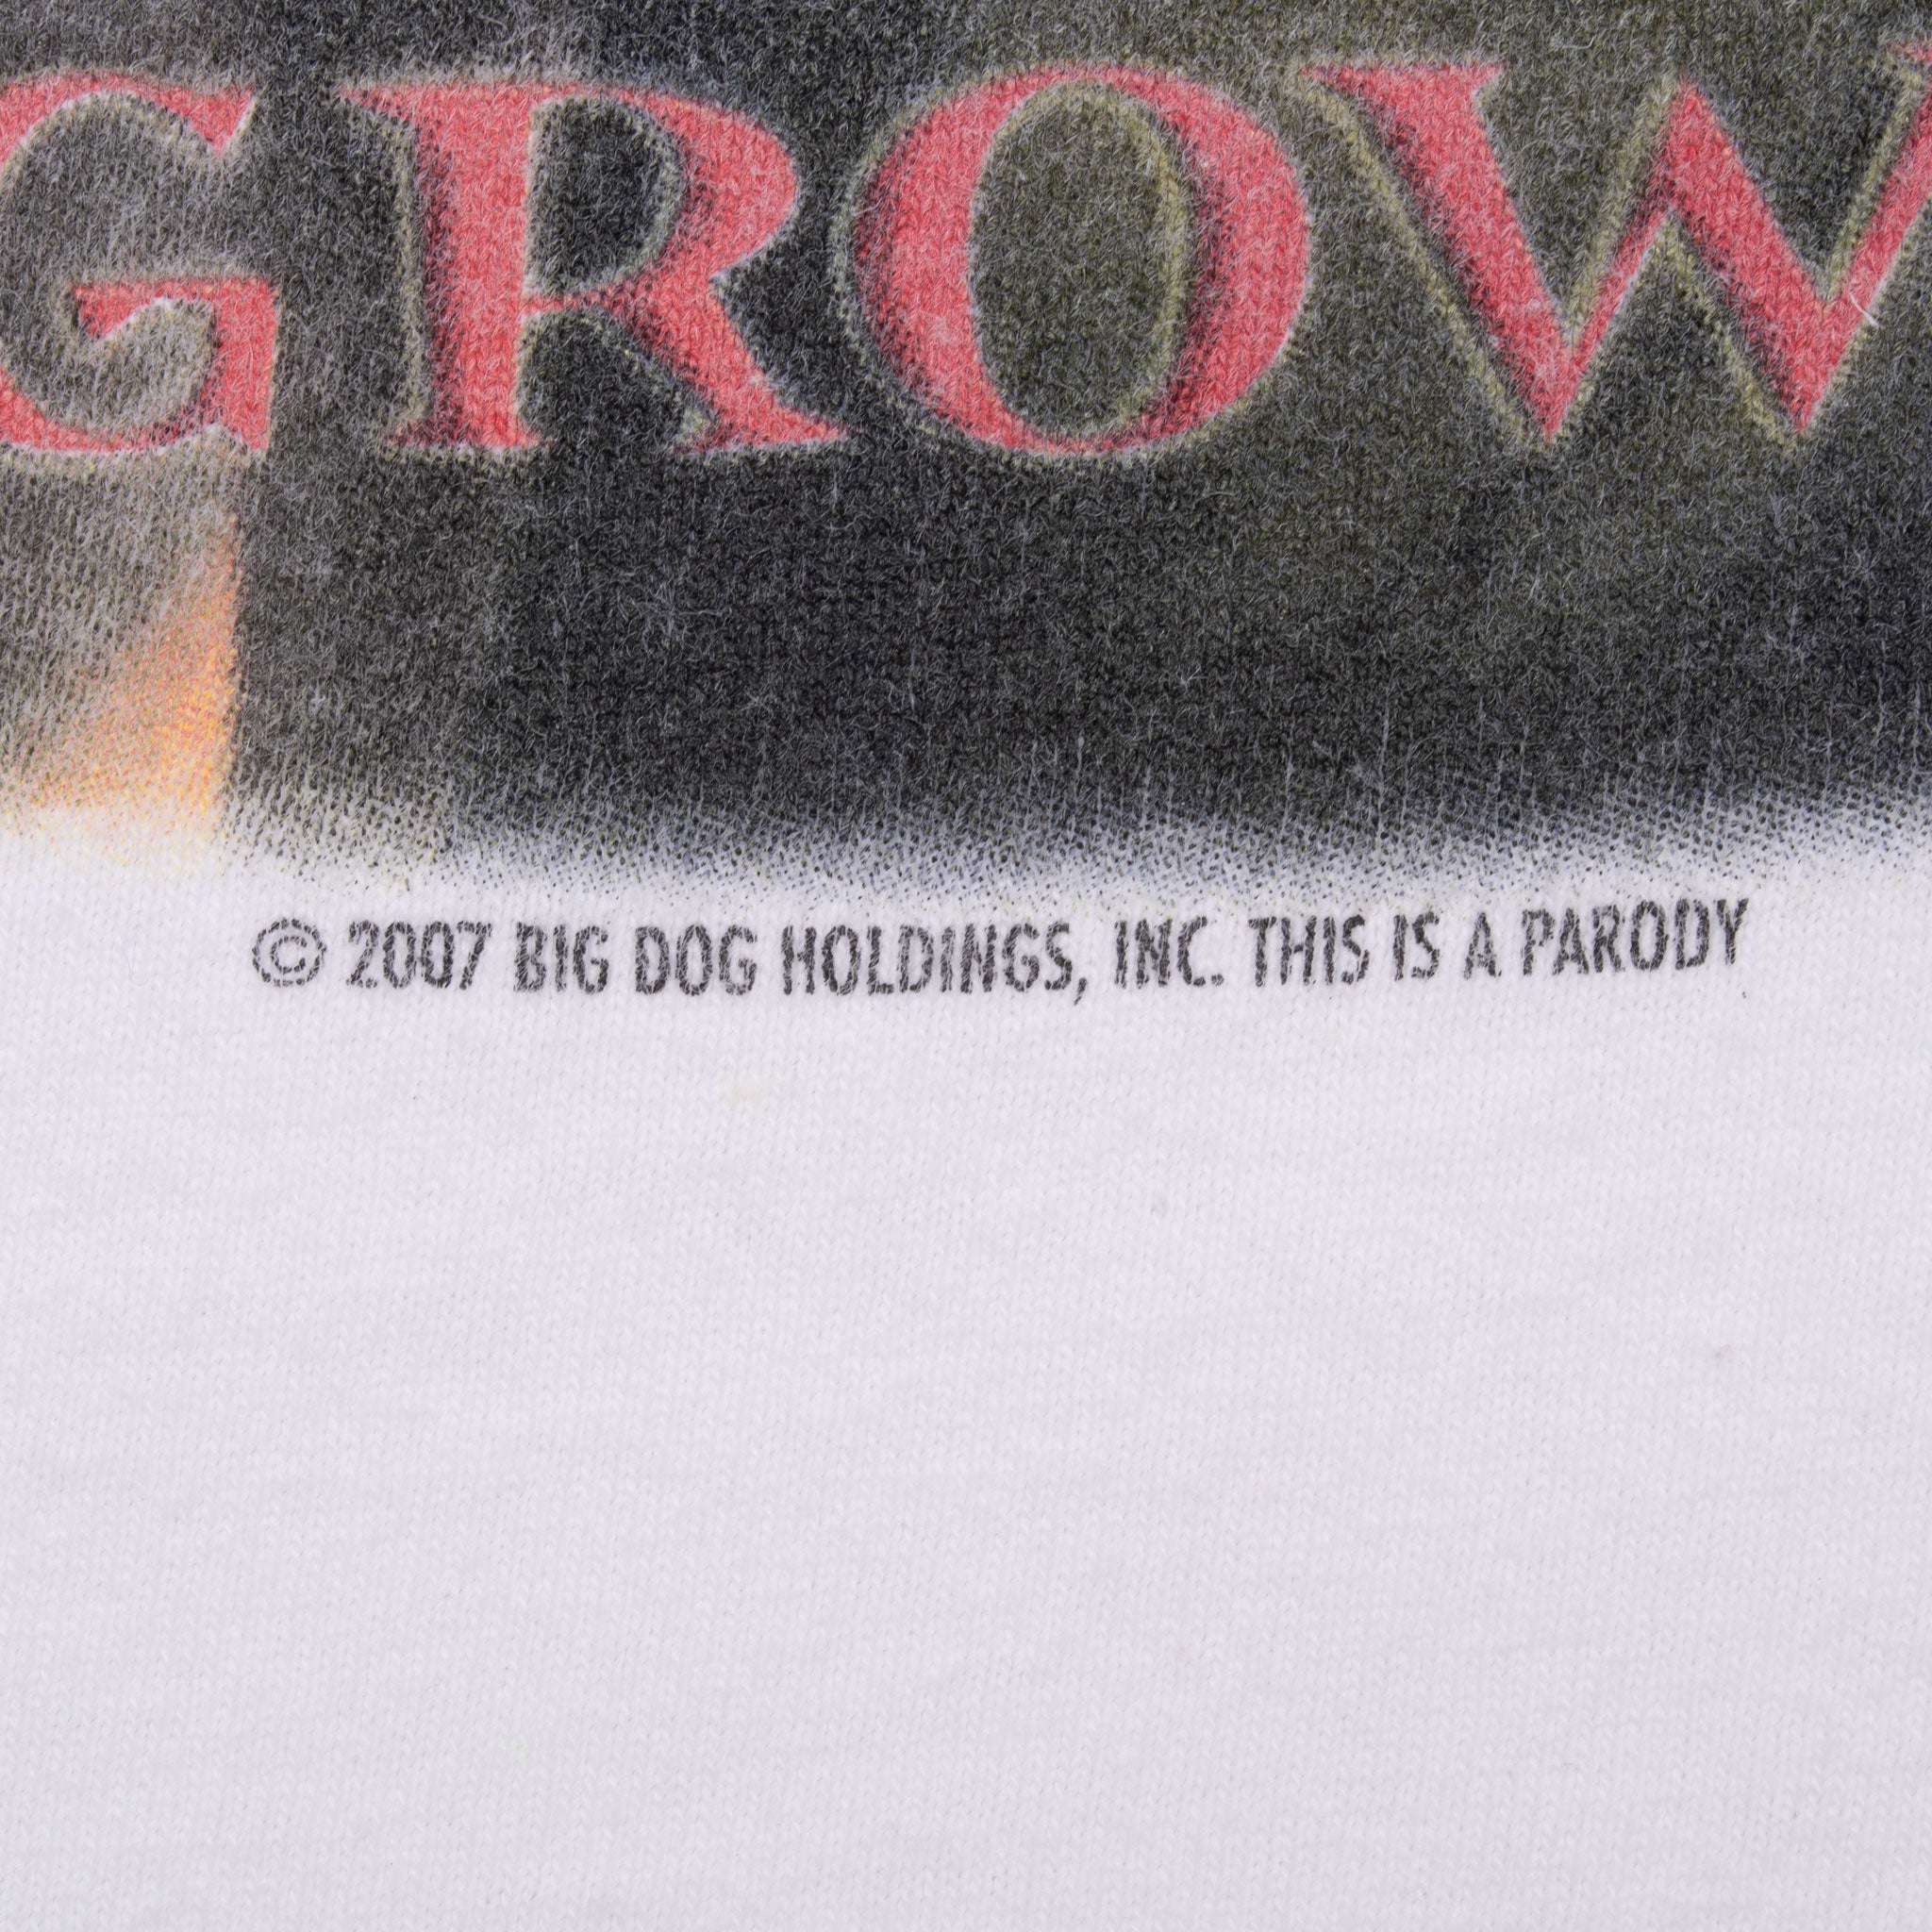 GROW
© 2007 BIG DOG HOLDINGS, INC. THIS IS A PARODY